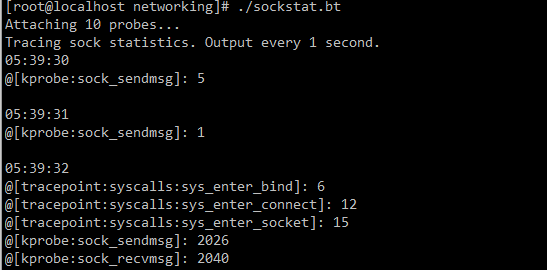 [root@localhost networking]# ./sockstat.bt
Attaching 10 probes...
Tracing sock statistics. Output every 1 second.
05:39:30
@[kprobe:sock_sendmsg]: 5
05:39:31
@[kprobe:sock_sendmsg]: 1
05:39:32
@[tracepoint:syscalls:sys_enter_bind]: 6
@[tracepoint:syscalls:sys_enter_connect]: 12
@[tracepoint:syscalls:sys_enter_socket]: 15
@[kprobe:sock_sendmsg]: 2026
@[kprobe:sock_recvmsg]: 2040